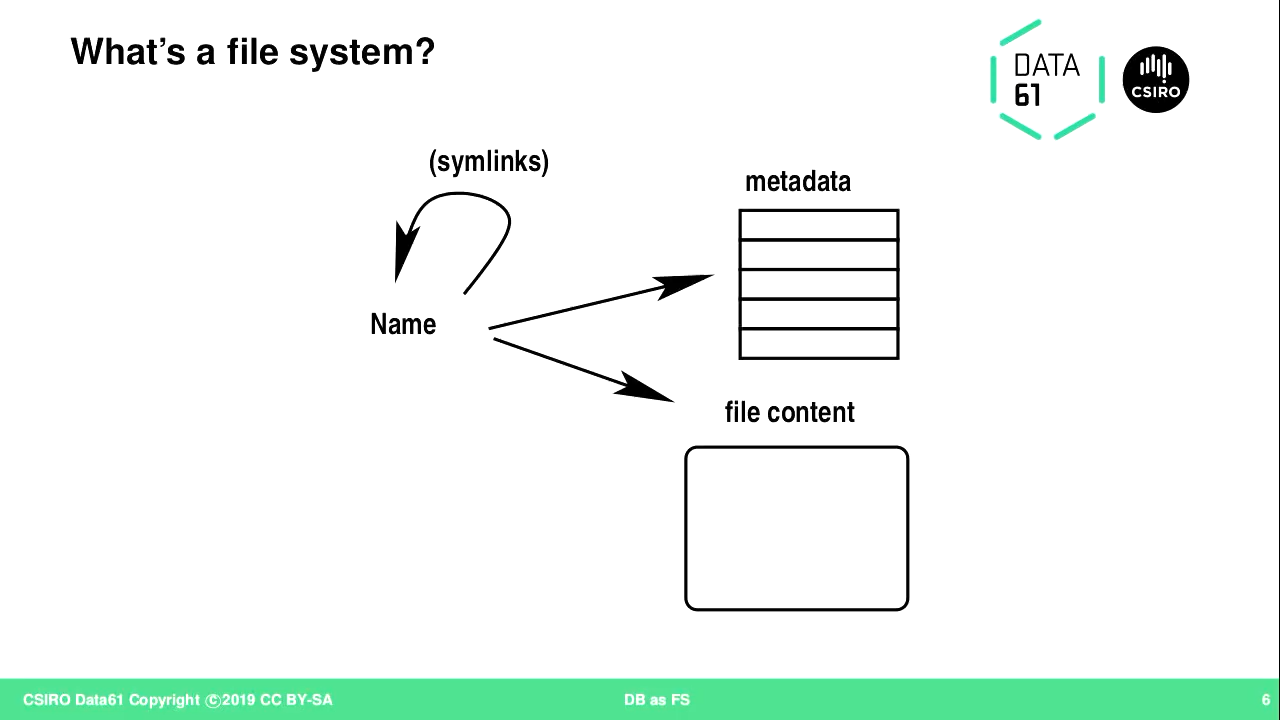 What’s a file system?
DATA
61
CSIRO
(symlinks)
metadata
Name
file content
CSIRO Data61 Copyright ©2019 CC BY-SA
DB as FS
6